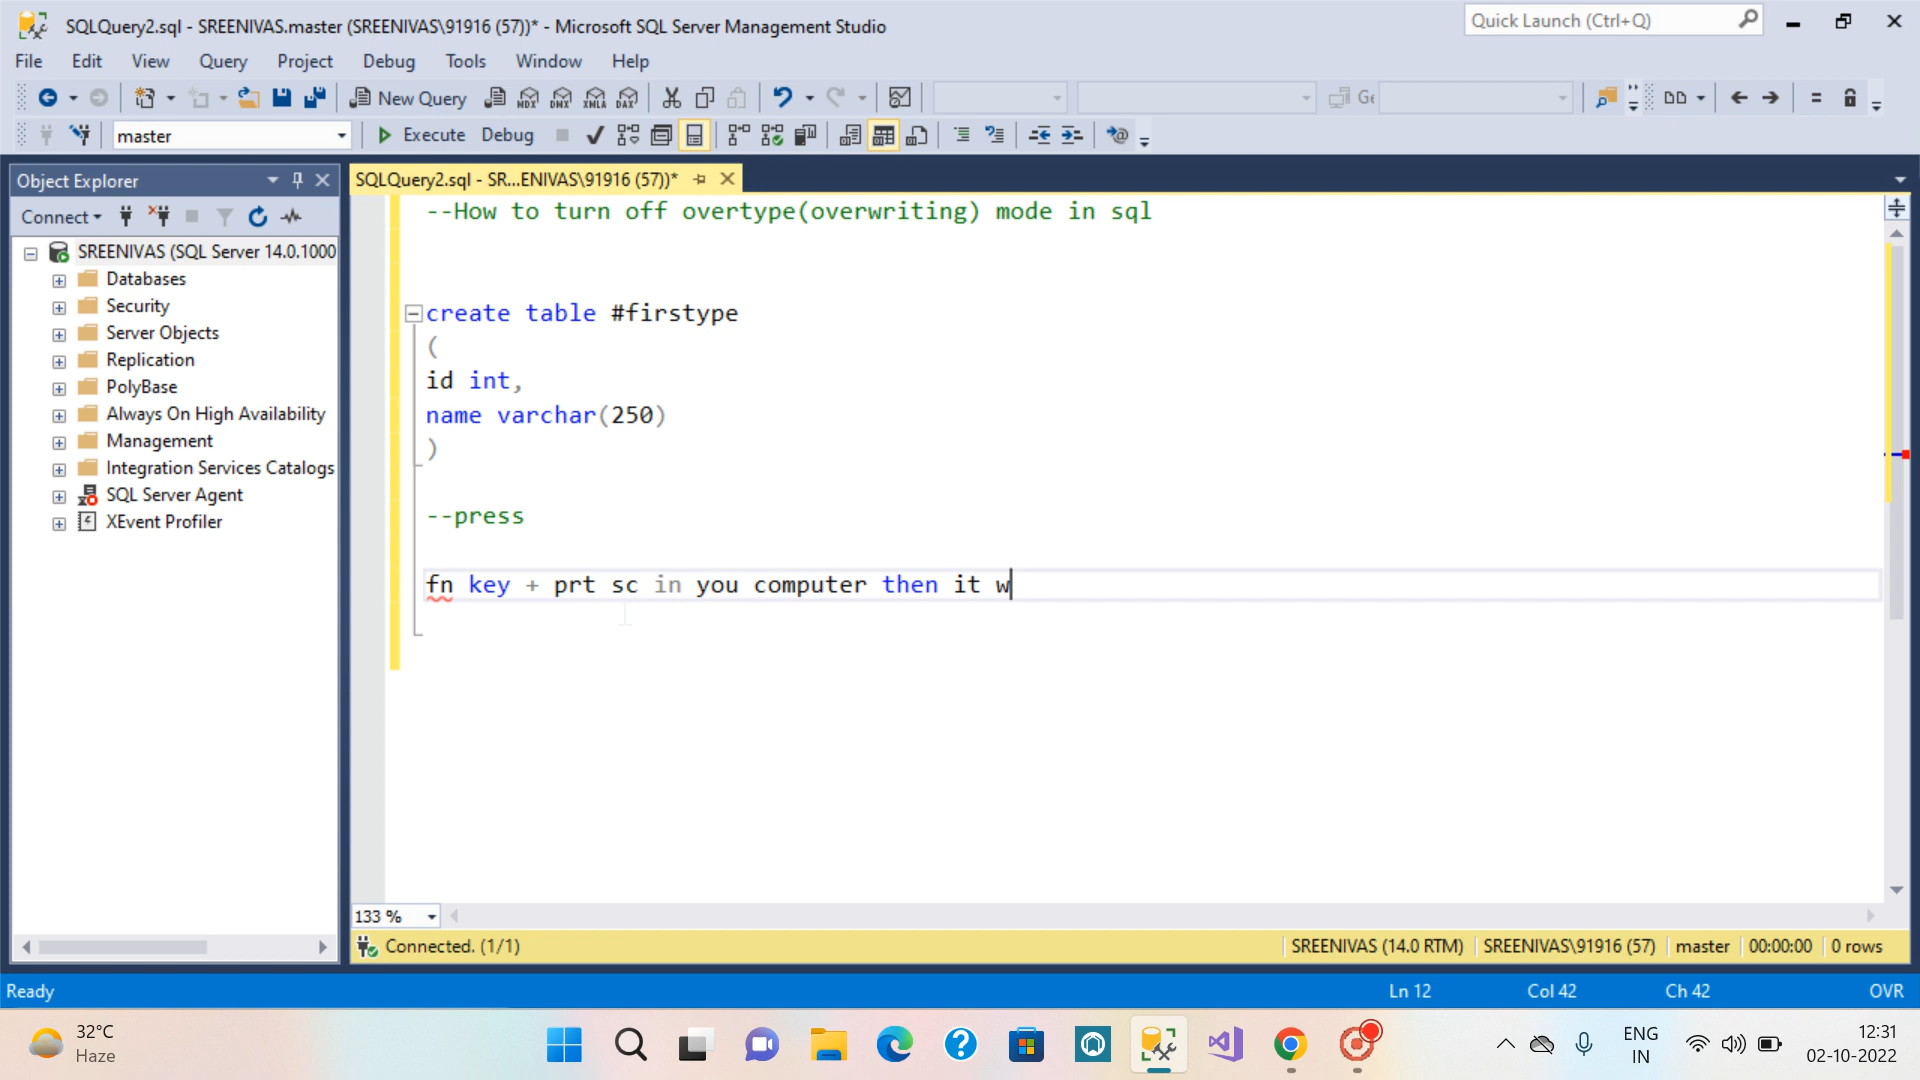 SQLQuery2.sql - SREENIVAS.master (SREENIVAS\91916 (57))* - Microsoft SQL Server Management Studio
Quick Launch (Ctrl+Q)
File Edit View Query Project Debug Tools Window Help
New Query MDX DMX XMLA DAX
master Execute Debug
Object Explorer
SQLQuery2.sql - SR...ENIVAS\91916 (57))*
Connect
SREENIVAS (SQL Server 14.0.1000
Databases
Security
Server Objects
Replication
PolyBase
Always On High Availability
Management
Integration Services Catalogs
SQL Server Agent
XEvent Profiler
--How to turn off overtype(overwriting) mode in sql
create table #firstype
(
id int,
name varchar(250)
)
--press
fn key + prt sc in you computer then it w
133 %
Connected. (1/1)
SREENIVAS (14.0 RTM) SREENIVAS\91916 (57) master 00:00:00 0 rows
Ready
Ln 12 Col 42 Ch 42 OVR
32°C
Haze
ENG
IN
12:31
02-10-2022